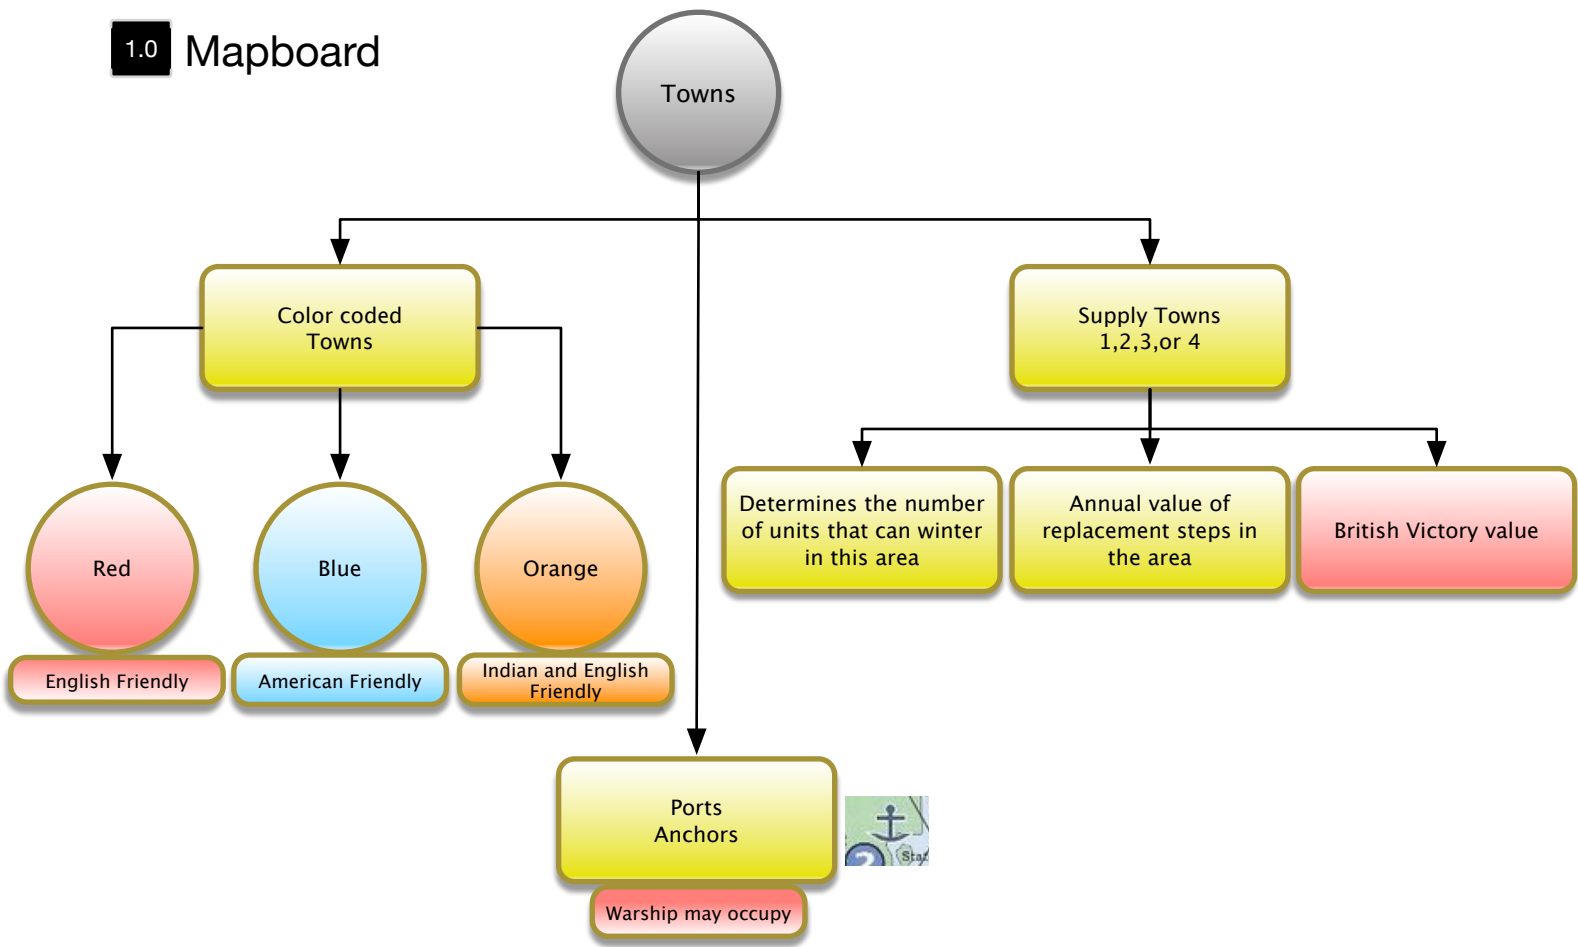 1.0 Mapboard
Towns
Color coded
Towns
Supply Towns
1,2,3,or 4
Red
Blue
Orange
English Friendly
American Friendly
Indian and English
Friendly
Determines the number
of units that can winter
in this area
Annual value of
replacement steps in
the area
British Victory value
Ports
Anchors
2
Stat
Warship may occupy